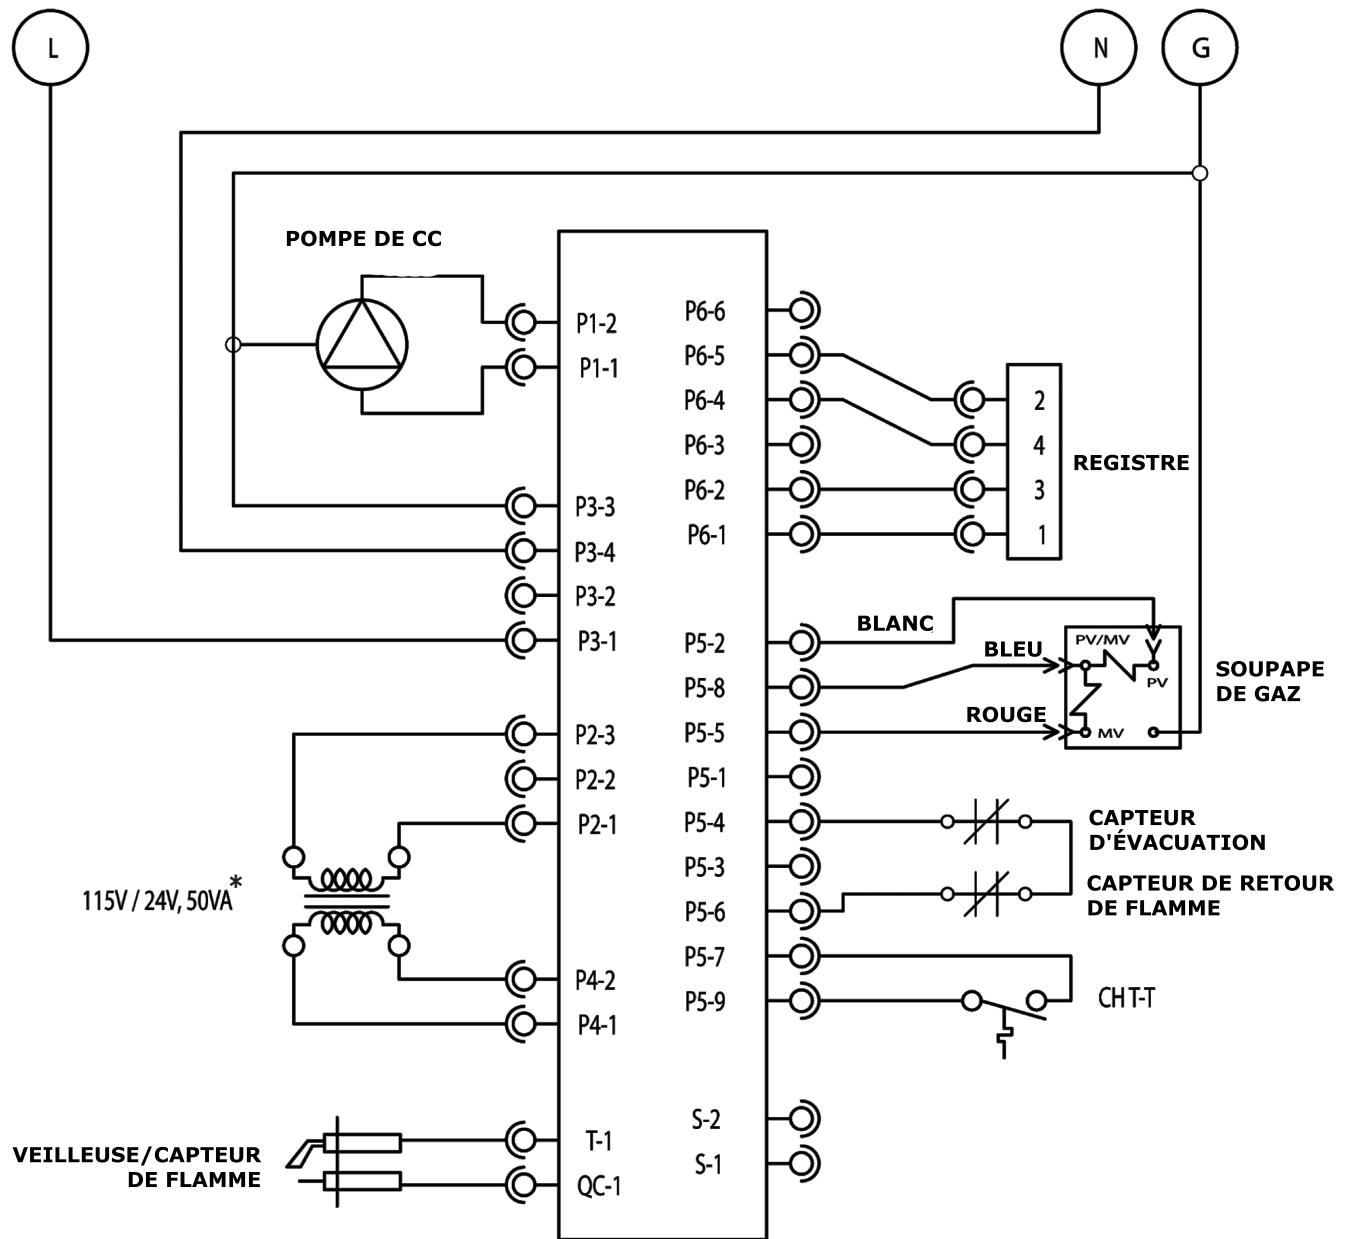 L
N
G
POMPE DE CC
P1-2
P1-1
P3-3
P3-4
P3-2
P3-1
P2-3
P2-2
P2-1
115V / 24V, 50VA*
P4-2
P4-1
T-1
QC-1
VEILLEUSE/CAPTEUR
DE FLAMME
P6-6
P6-5
P6-4
P6-3
P6-2
P6-1
2
4
3
1
REGISTRE
P5-2
P5-8
P5-5
P5-1
P5-4
P5-3
P5-6
P5-7
P5-9
S-2
S-1
BLANC
BLEU
ROUGE
PV/MV
PV
MV
SOUPAPE
DE GAZ
CAPTEUR
D'ÉVACUATION
CAPTEUR DE RETOUR
DE FLAMME
CH T-T